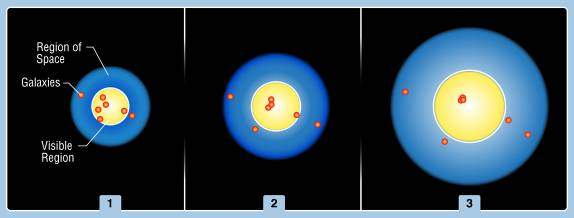 Region of
Space
Galaxies
Visible
Region
1
2
3